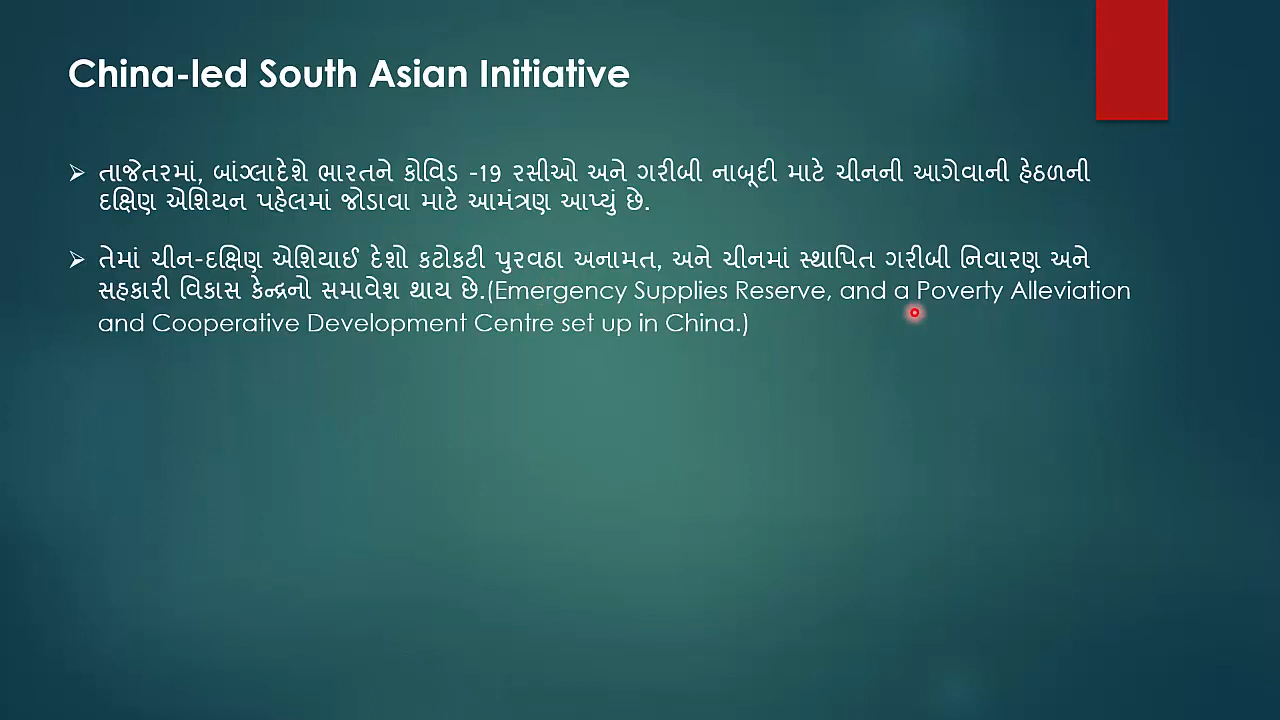 China-led South Asian Initiative
તાજેતરમાં, બાંગ્લાદેશે ભારતને કોવિડ -19 રસીઓ અને ગરીબી નાબૂદી માટે ચીનની આગેવાની હેઠળની
દક્ષિણ એશિયન પહેલમાં જોડાવા માટે આમંત્રણ આપ્યું છે.
તેમાં ચીન-દક્ષિણ એશિયાઈ દેશો કટોકટી પુરવઠા અનામત, અને ચીનમાં સ્થાપિત ગરીબી નિવારણ અને
સહકારી વિકાસ કેન્દ્રનો સમાવેશ થાય છે.(Emergency Supplies Reserve, and a Poverty Alleviation
and Cooperative Development Centre set up in China.)